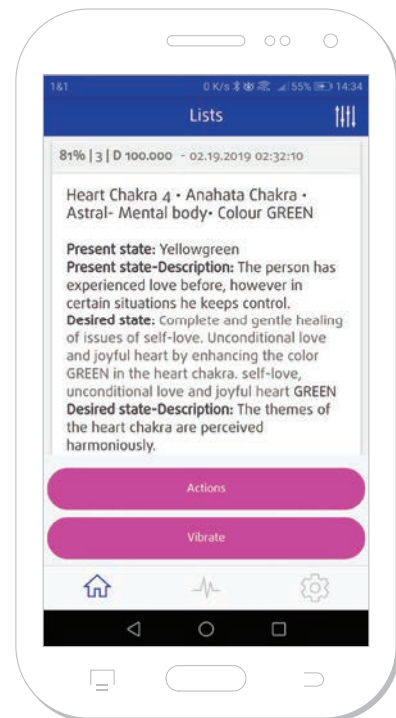 1&1 0 K/s 55% 14:34
Lists
81% | 3 | D 100.000 - 02.19.2019 02:32:10
Heart Chakra 4 • Anahata Chakra •
Astral- Mental body• Colour GREEN
Present state: Yellowgreen
Present state-Description: The person has
experienced love before, however in
certain situations he keeps control.
Desired state: Complete and gentle healing
of issues of self-love. Unconditional love
and joyful heart by enhancing the color
GREEN in the heart chakra. self-love,
unconditional love and joyful heart GREEN
Desired state-Description: The themes of
the heart chakra are perceived
harmoniously.
Actions
Vibrate